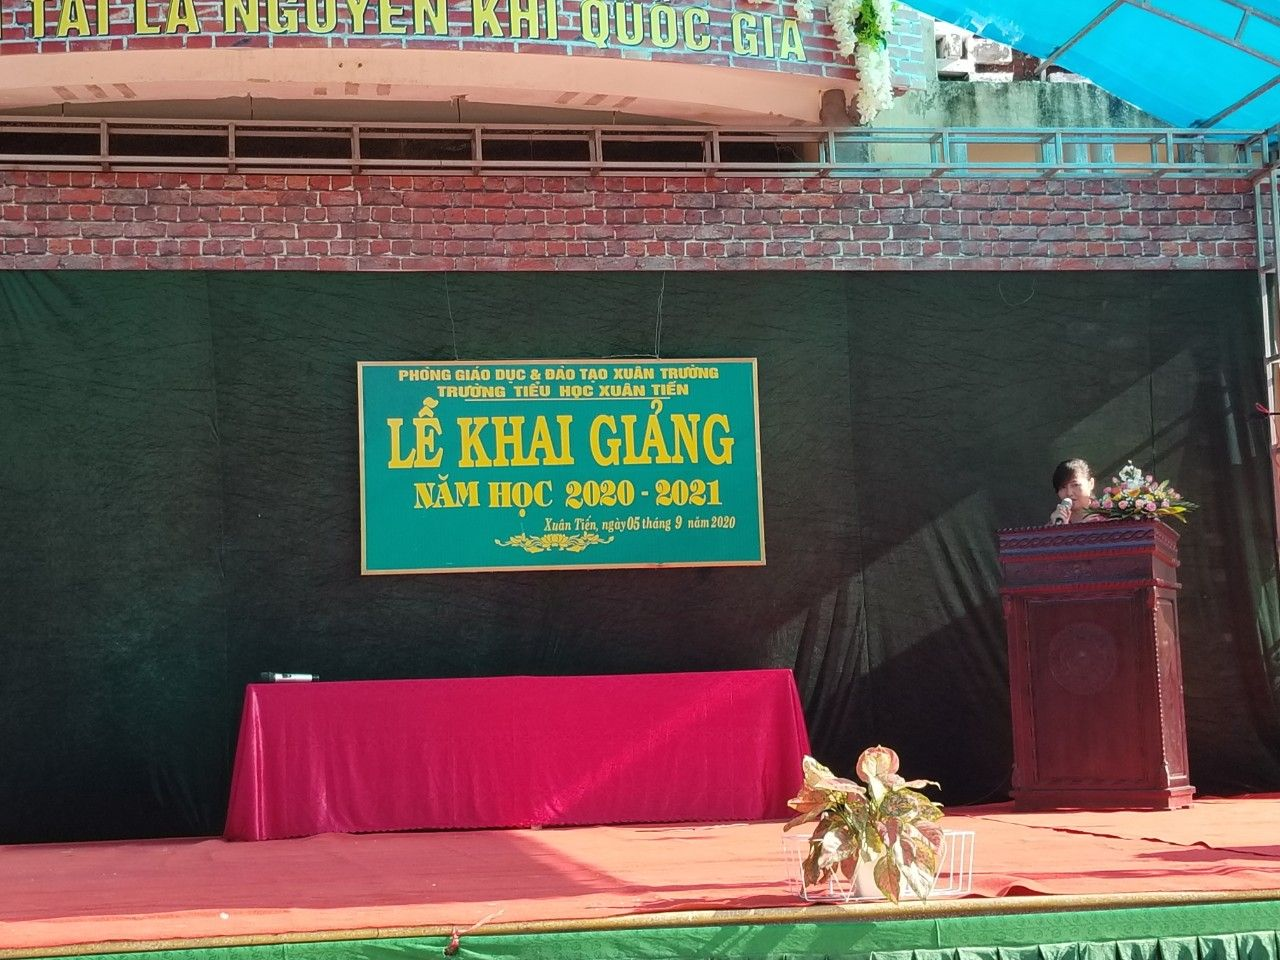 TÀI LÀ NGUYÊN KHÍ QUỐC GIA
PHÒNG GIÁO DỤC & ĐÀO TẠO XUÂN TRƯỜNG
TRƯỜNG TIỂU HỌC XUÂN TIẾN
LỄ KHAI GIẢNG
NĂM HỌC 2020 - 2021
Xuân Tiến, ngày 05 tháng 9 năm 2020